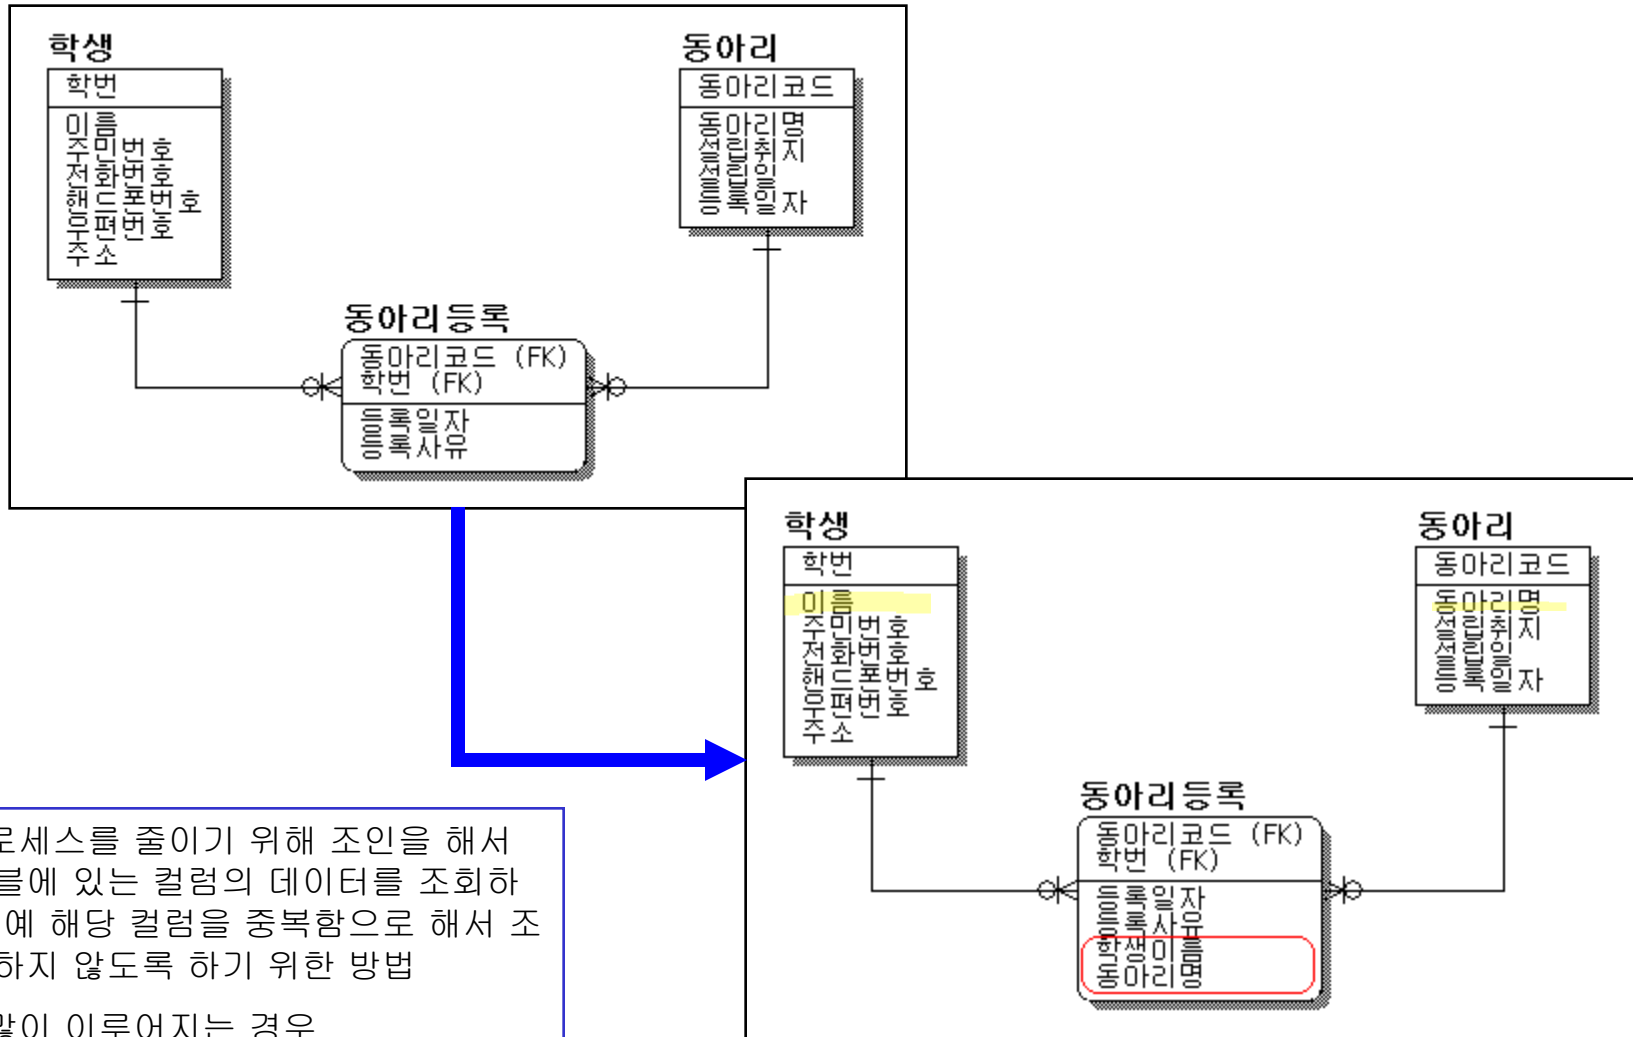 학생
학번
이름
주민번호
전화번호
핸드폰번호
우편번호
주소
동아리
동아리코드
동아리명
설립취지
설립일
등록일자
동아리등록
동아리코드 (FK)
학번 (FK)
등록일자
등록사유
학생
학번
이름
주민번호
전화번호
핸드폰번호
우편번호
주소
동아리
동아리코드
동아리명
설립취지
설립일
등록일자
동아리등록
동아리코드 (FK)
학번 (FK)
등록일자
등록사유
학생이름
동아리명
로세스를 줄이기 위해 조인을 해서
블에 있는 컬럼의 데이터를 조회하
예 해당 컬럼을 중복함으로 해서 조
하지 않도록 하기 위한 방법
많이 이루어지는 경우